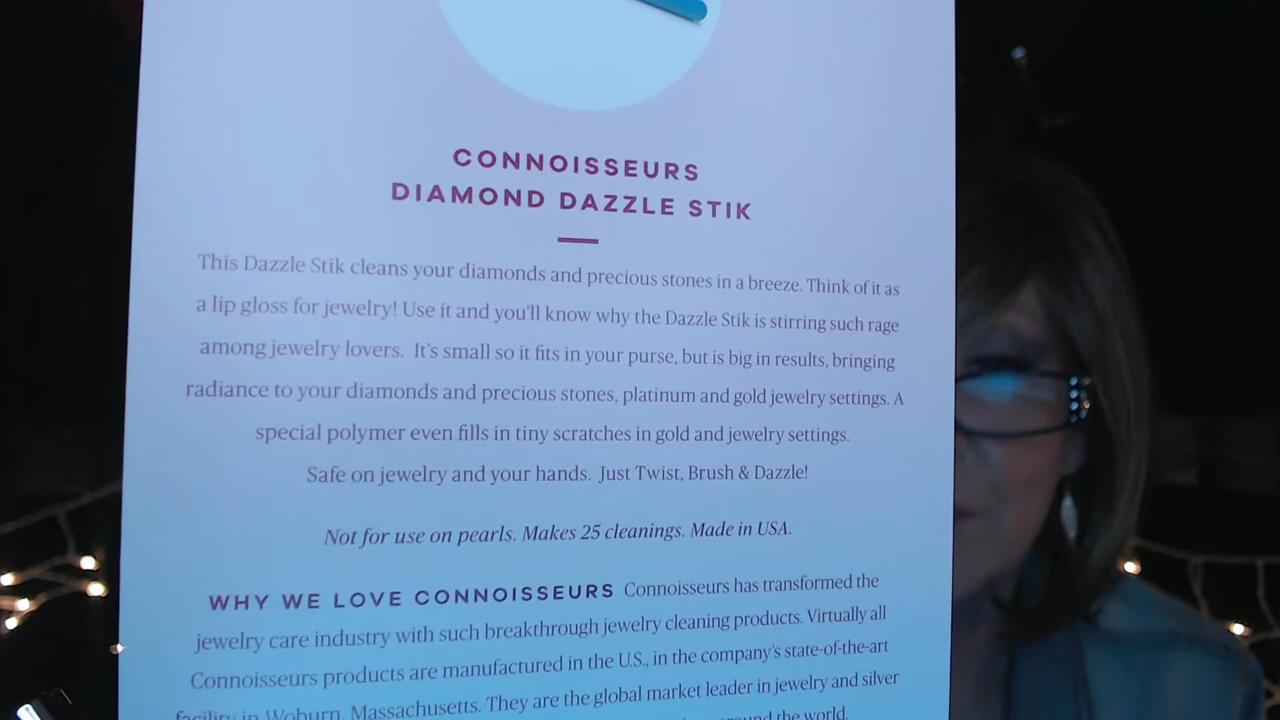 CONNOISSEURS
DIAMOND DAZZLE STIK
This Dazzle Stik cleans your diamonds and precious stones in a breeze. Think of it as
a lip gloss for jewelry! Use it and you'll know why the Dazzle Stik is stirring such rage
among jewelry lovers. It's small so it fits in your purse, but is big in results, bringing
radiance to your diamonds and precious stones, platinum and gold jewelry settings. A
special polymer even fills in tiny scratches in gold and jewelry settings.
Safe on jewelry and your hands. Just Twist, Brush & Dazzle!
Not for use on pearls. Makes 25 cleanings. Made in USA.
WHY WE LOVE CONNOISSEURS Connoisseurs has transformed the
jewelry care industry with such breakthrough jewelry cleaning products. Virtually all
Connoisseurs products are manufactured in the U.S., in the company's state-of-the-art
facility in Woburn, Massachusetts. They are the global market leader in jewelry and silver
the world.